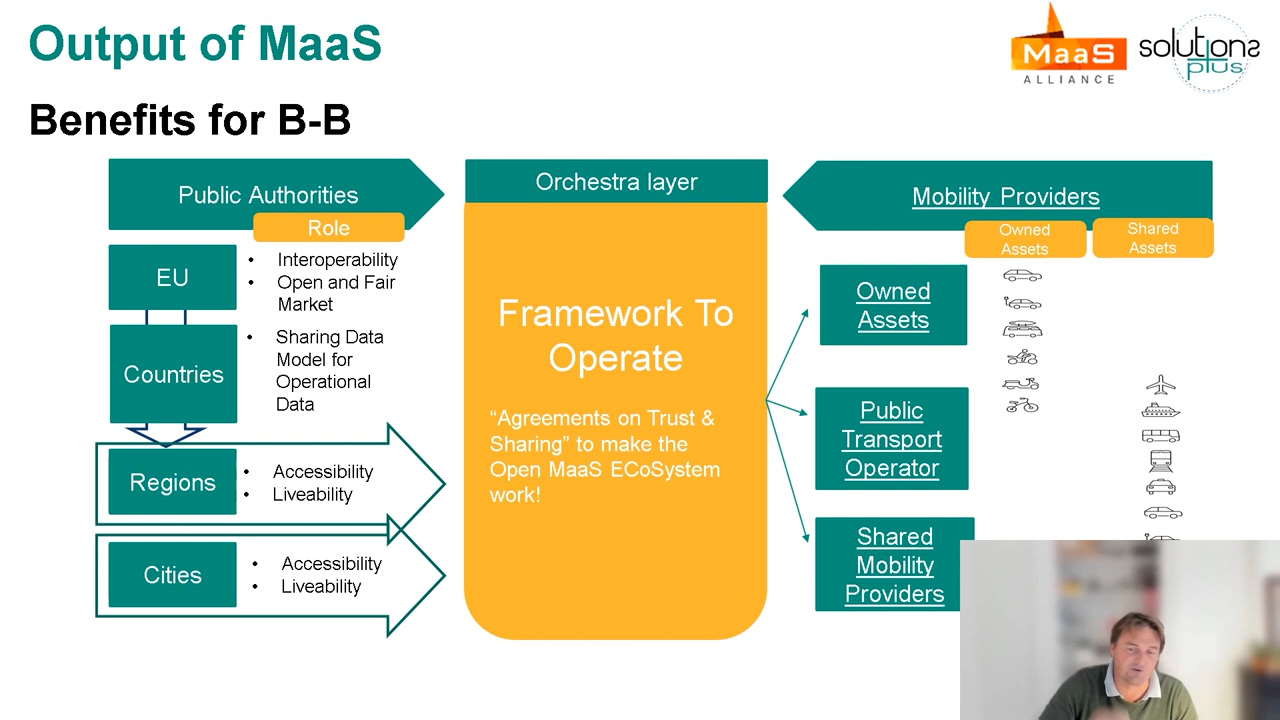 Output of MaaS
MaaS
ALLIANCE
solutions
plus
Benefits for B-B
Public Authorities
Role
EU
• Interoperability
• Open and Fair
Market
Countries
• Sharing Data
Model for
Operational
Data
Regions
• Accessibility
• Liveability
Cities
• Accessibility
• Liveability
Orchestra layer
Framework To
Operate
“Agreements on Trust &
Sharing” to make the
Open MaaS ECoSystem
work!
Mobility Providers
Owned
Assets
Shared
Assets
Owned
Assets
Public
Transport
Operator
Shared
Mobility
Providers